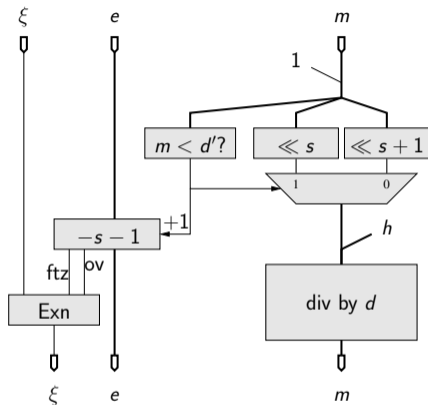 ξ e m
1
m < d′? ≪ s ≪ s + 1
1 0
+1
−s − 1
h
ftz ov
Exn
div by d
ξ e m